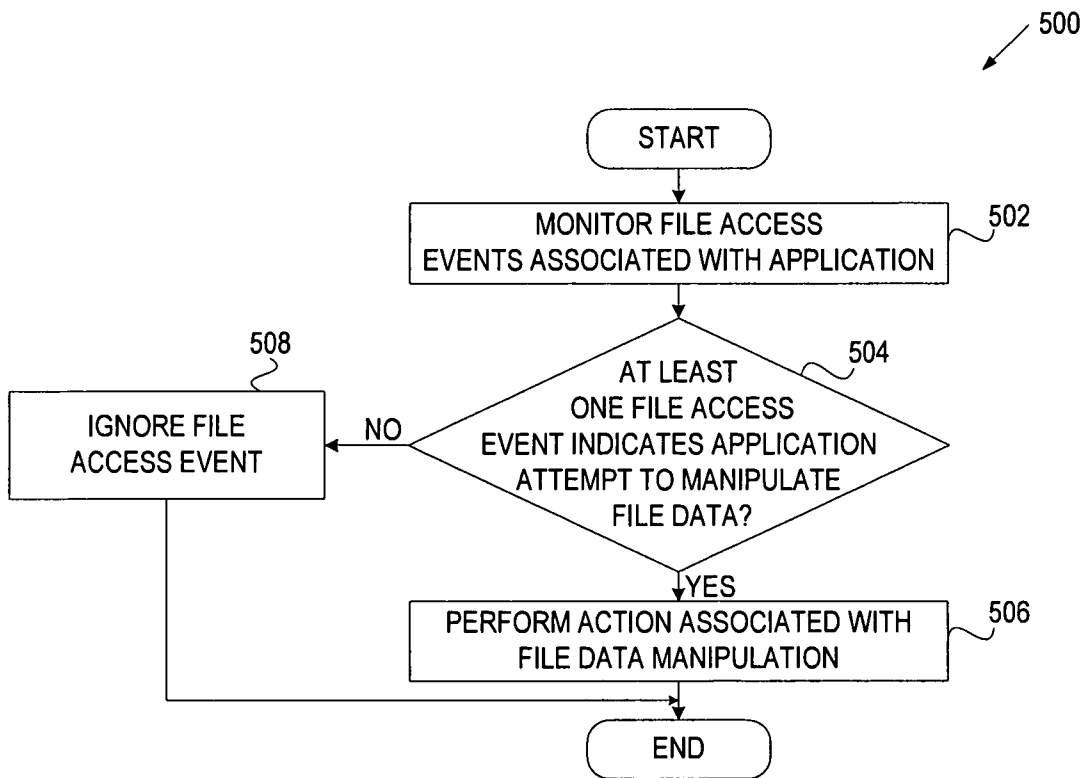 500
START
MONITOR FILE ACCESS
EVENTS ASSOCIATED WITH APPLICATION
502
AT LEAST
ONE FILE ACCESS
EVENT INDICATES APPLICATION
ATTEMPT TO MANIPULATE
FILE DATA?
504
508
IGNORE FILE
ACCESS EVENT
NO
YES
PERFORM ACTION ASSOCIATED WITH
FILE DATA MANIPULATION
506
END